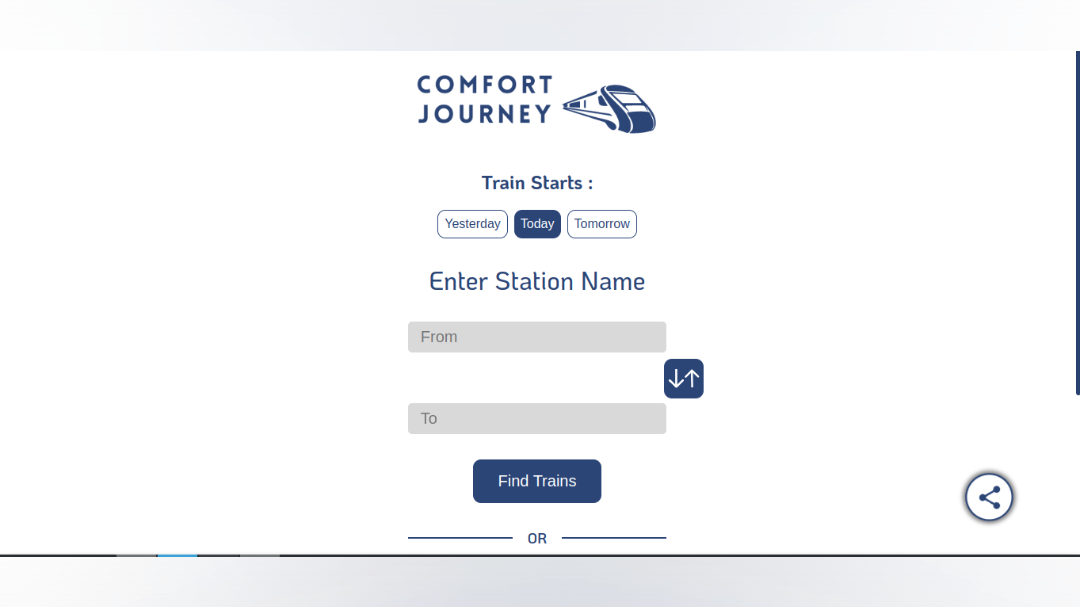 COMFORT
JOURNEY
Train Starts :
Yesterday Today Tomorrow
Enter Station Name
From
To
Find Trains
OR